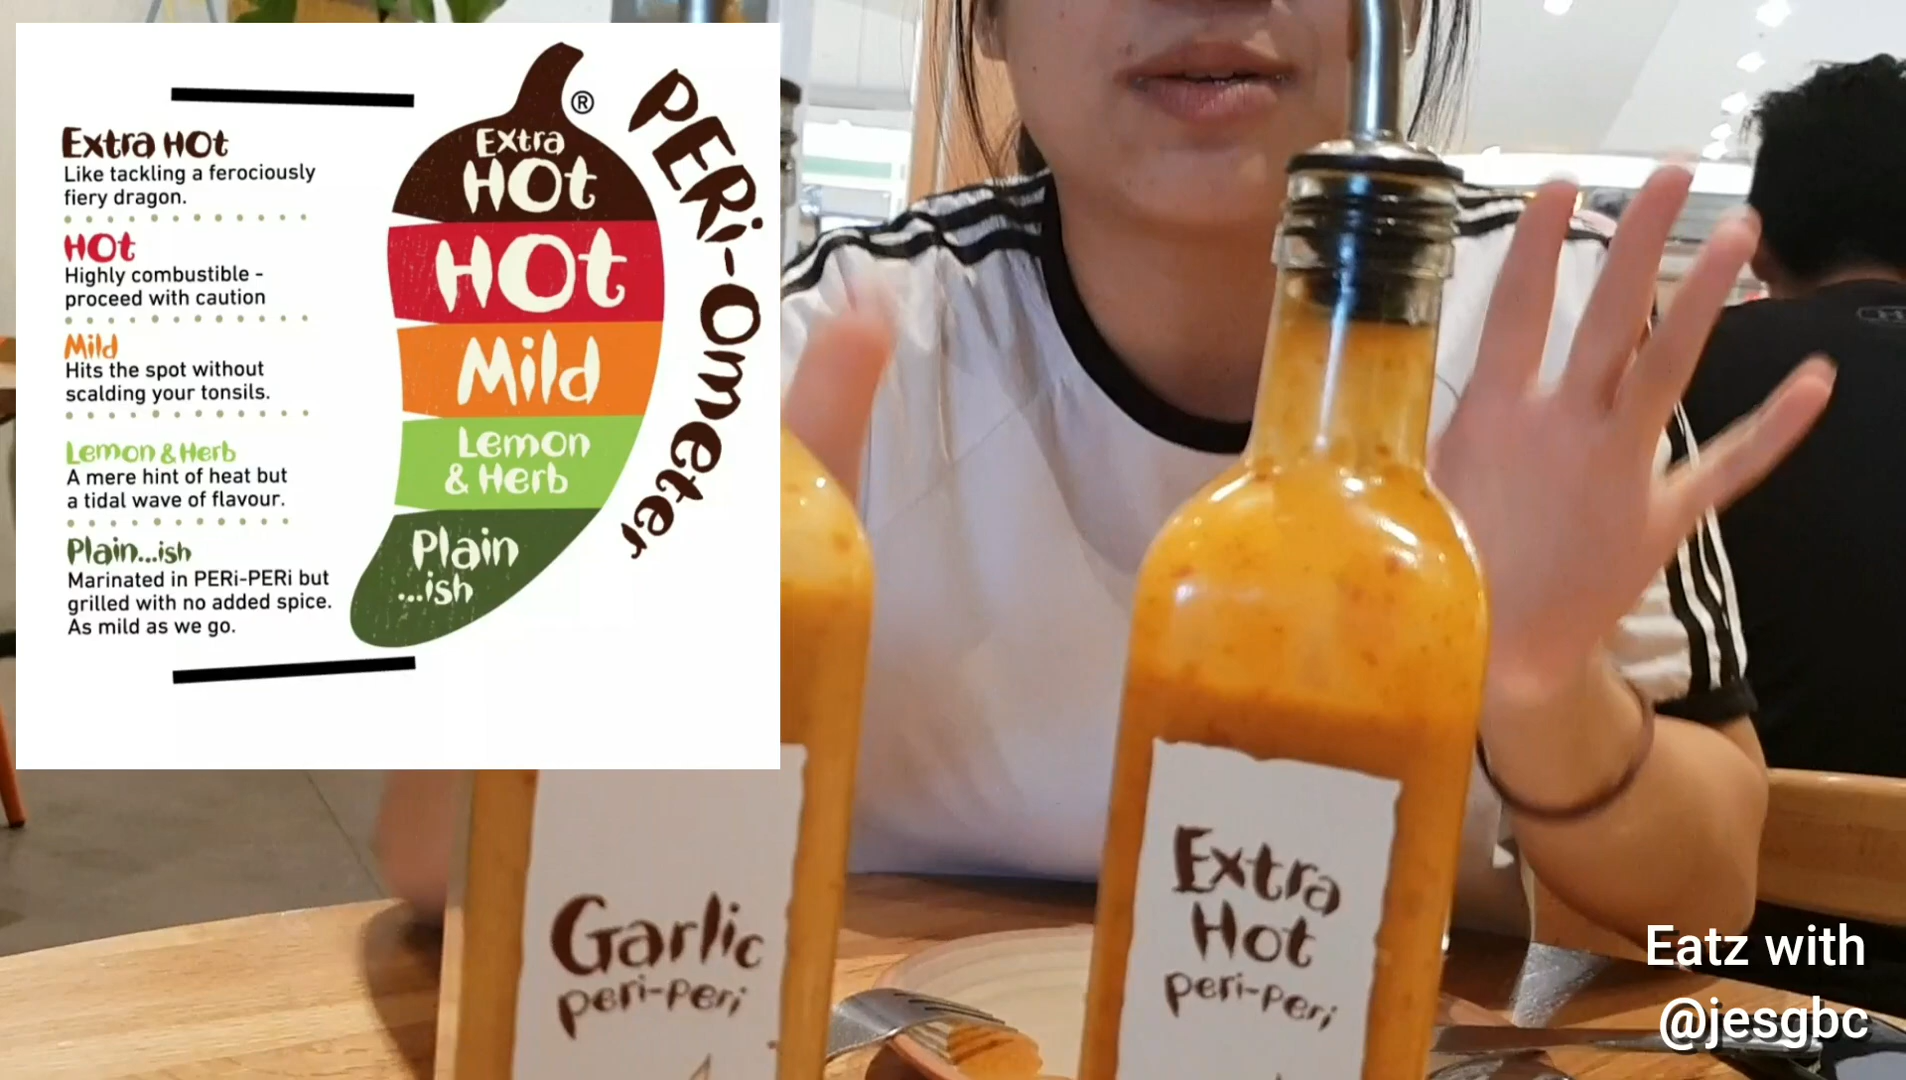 Extra Hot
Like tackling a ferociously
fiery dragon.
Hot
Highly combustible -
proceed with caution
Mild
Hits the spot without
scalding your tonsils.
Lemon & Herb
A mere hint of heat but
a tidal wave of flavour.
Plain...ish
Marinated in PERi-PERi but
grilled with no added spice.
As mild as we go.
Extra
Hot
®
Hot
Mild
Lemon
& Herb
Plain
...ish
PERi-Ometer
Garlic
peri-peri
Extra
Hot
peri-peri
Eatz with
@jesgbc